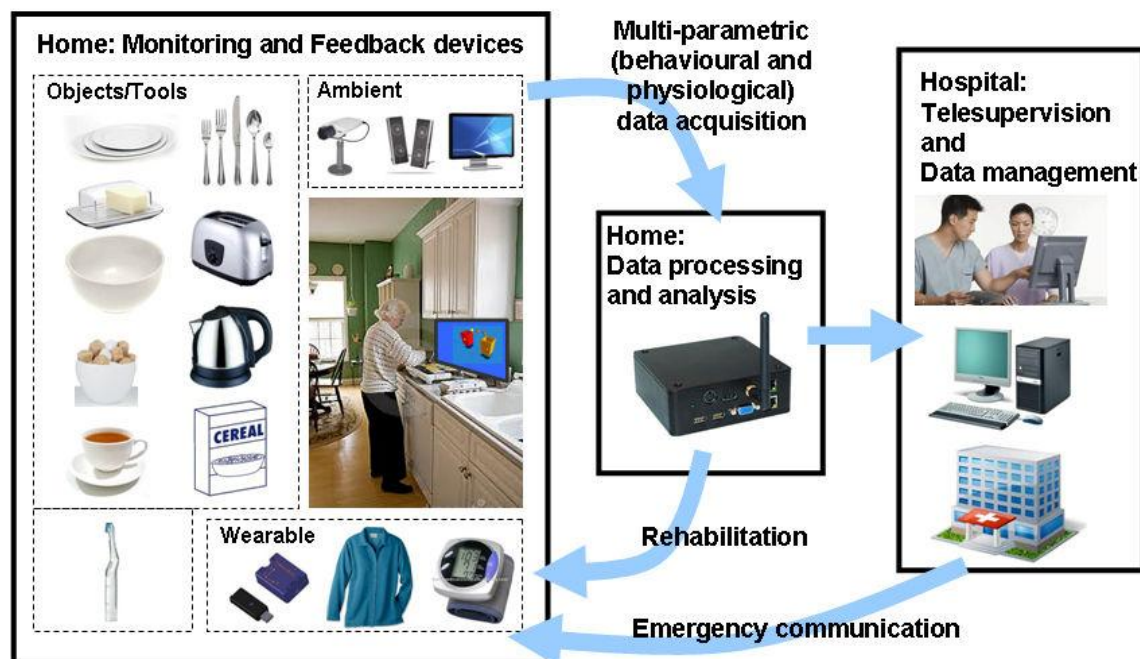 Home: Monitoring and Feedback devices
Objects/Tools
Ambient
CEREAL
Wearable
Multi-parametric
(behavioural and
physiological)
data acquisition
Home:
Data processing
and analysis
Rehabilitation
Emergency communication
Hospital:
Telesupervision
and
Data management